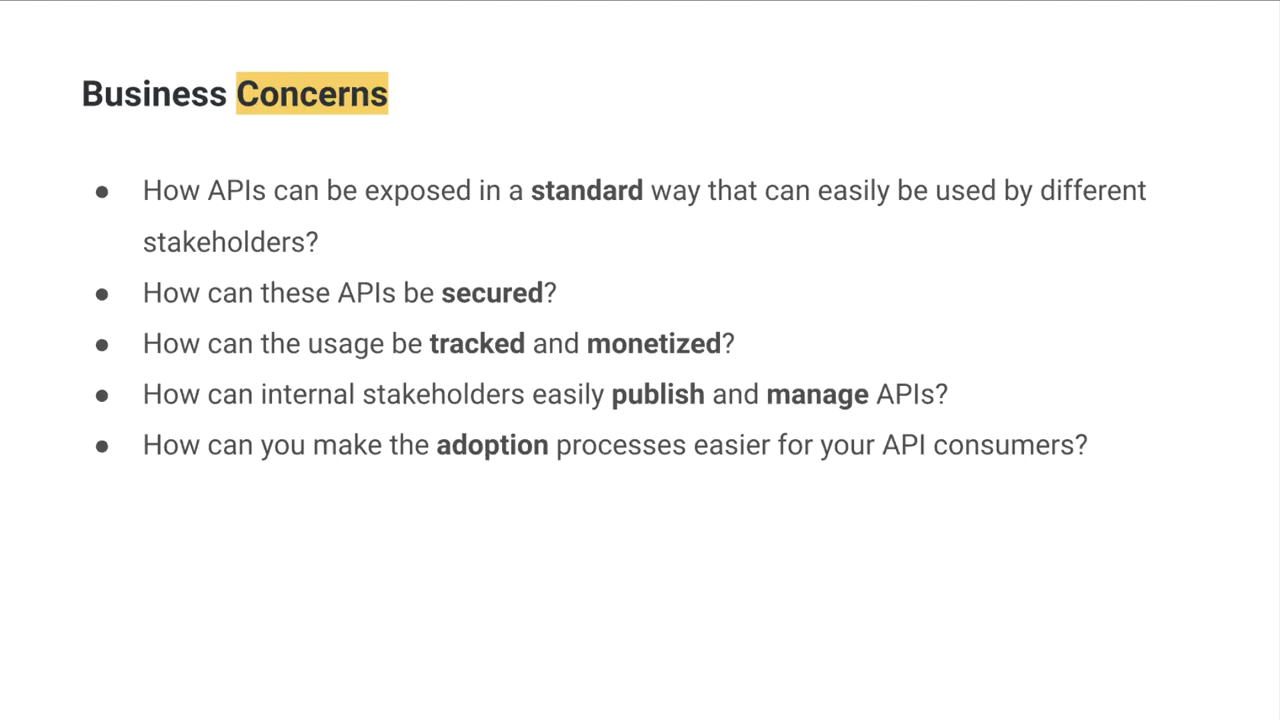 Business Concerns
● How APIs can be exposed in a standard way that can easily be used by different
stakeholders?
● How can these APIs be secured?
● How can the usage be tracked and monetized?
● How can internal stakeholders easily publish and manage APIs?
● How can you make the adoption processes easier for your API consumers?